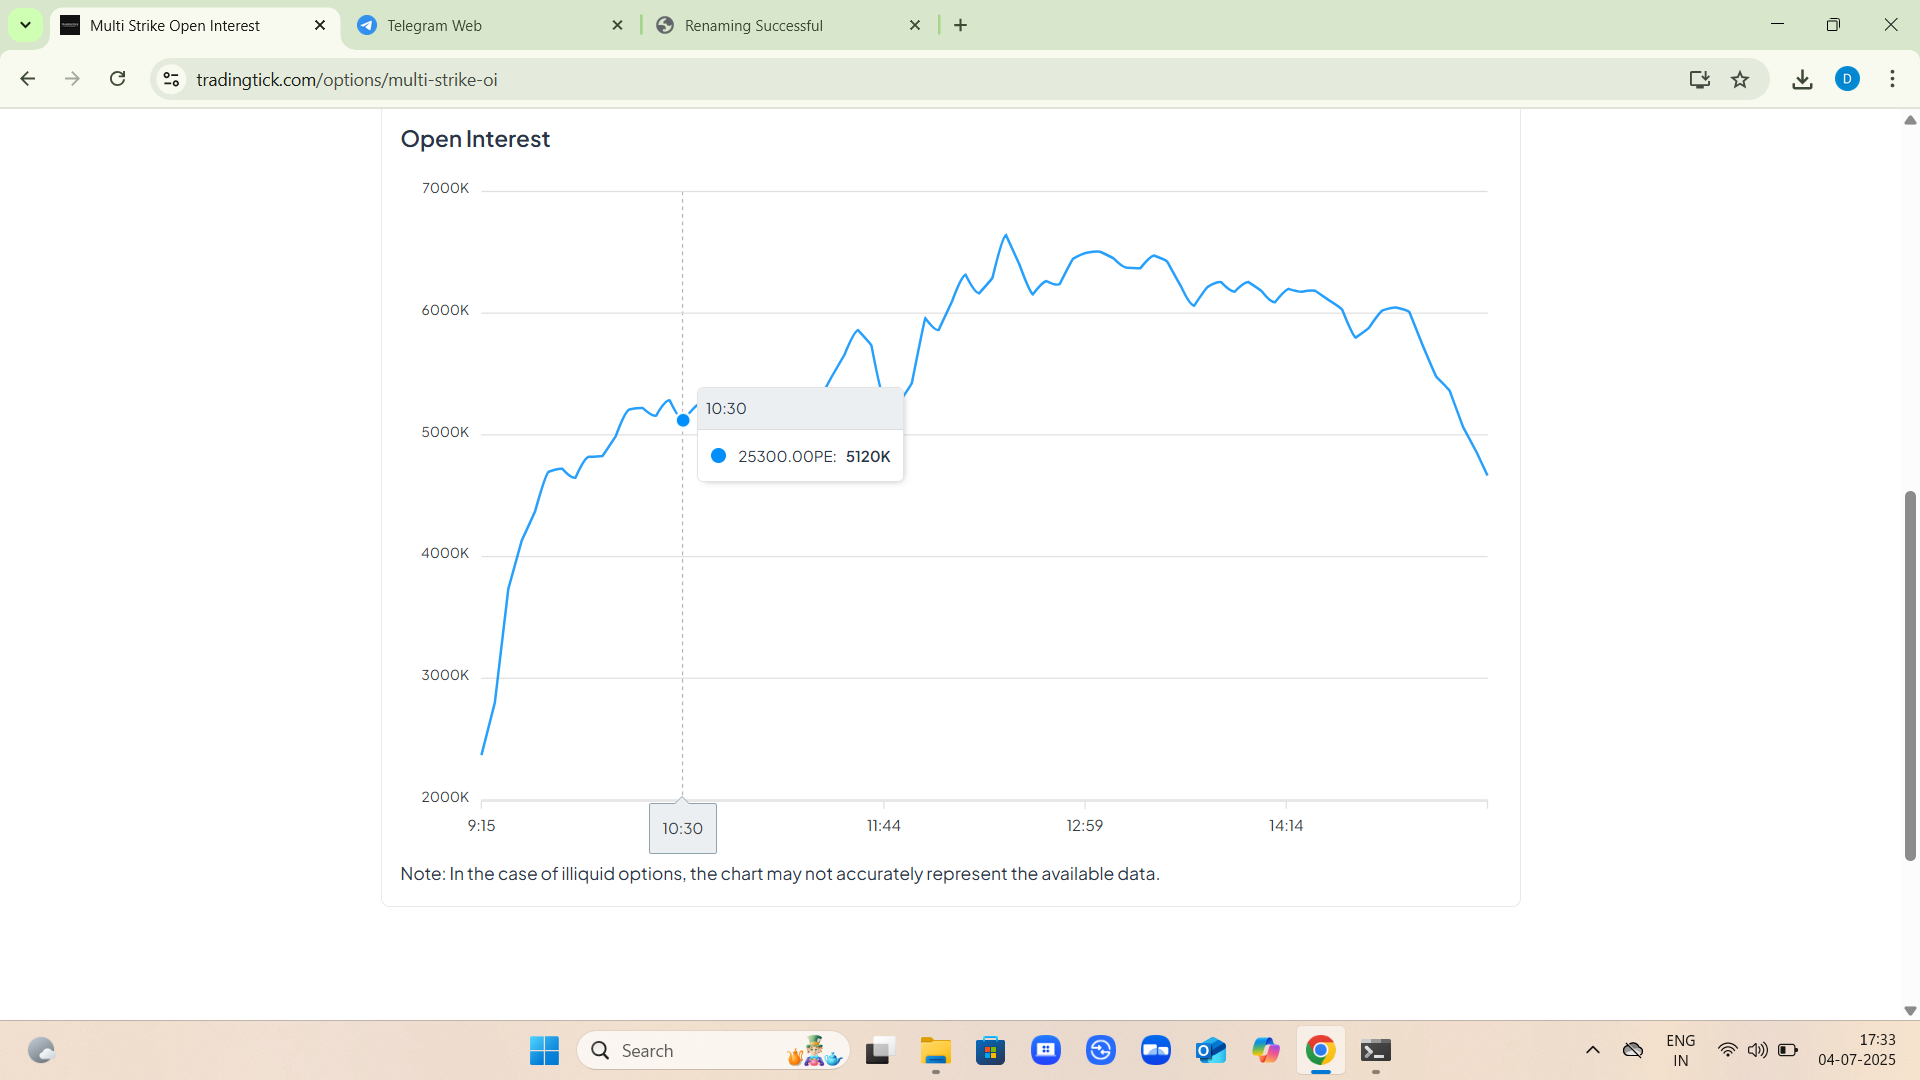 Multi Strike Open Interest
Telegram Web
Renaming Successful
tradingtick.com/options/multi-strike-oi
D
Open Interest
7000K
6000K
5000K
4000K
3000K
2000K
10:30
25300.00PE: 5120K
9:15
10:30
11:44
12:59
14:14
Note: In the case of illiquid options, the chart may not accurately represent the available data.
Search
ENG
IN
17:33
04-07-2025